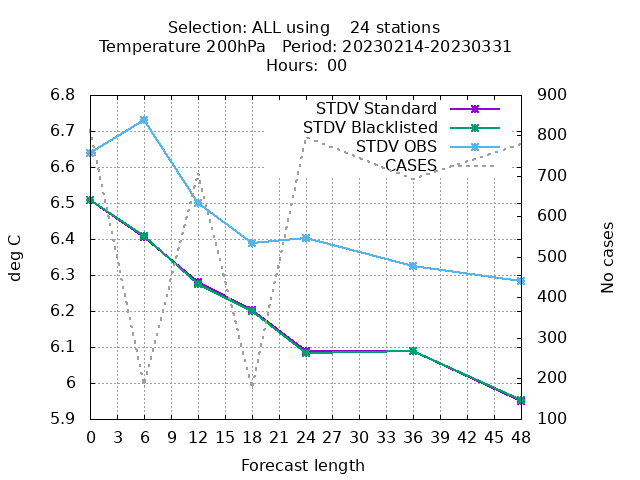 Selection: ALL using    24 stations
Temperature 200hPa   Period: 20230214-20230331
Hours: 00
STDV Standard
STDV Blacklisted
STDV OBS
CASES
6.8
6.7
6.6
6.5
6.4
6.3
6.2
6.1
6
5.9
deg C
900
800
700
600
500
400
300
200
100
No cases
0 3 6 9 12 15 18 21 24 27 30 33 36 39 42 45 48
Forecast length